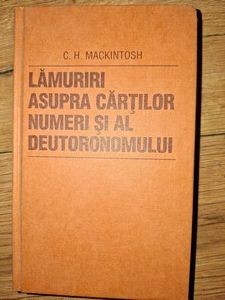 C. H. MACKINTOSH
LĂMURIRI
ASUPRA CĂRȚILOR
NUMERI ȘI AL
DEUTORONOMULUI